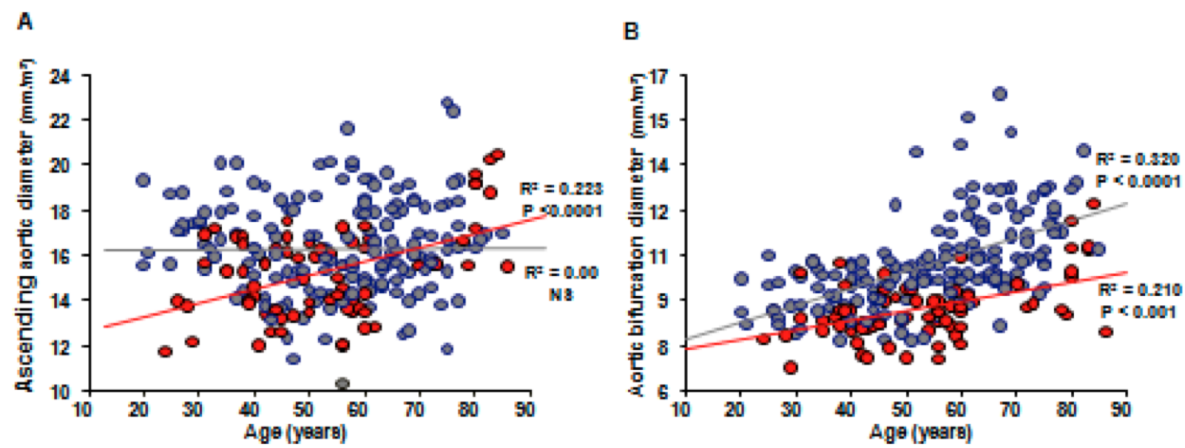 A
Ascending aortic diameter (mm/m²)
24
22
20
18
16
14
12
10
10 20 30 40 50 60 70 80 90
Age (years)
R² = 0.223
P <0.0001
R² = 0.00
NS
B
Aortic bifurcation diameter (mm/m²)
17
15
14
12
11
9
8
6
10 20 30 40 50 60 70 80 90
Age (years)
R² = 0.320
P < 0.0001
R² = 0.210
P < 0.001